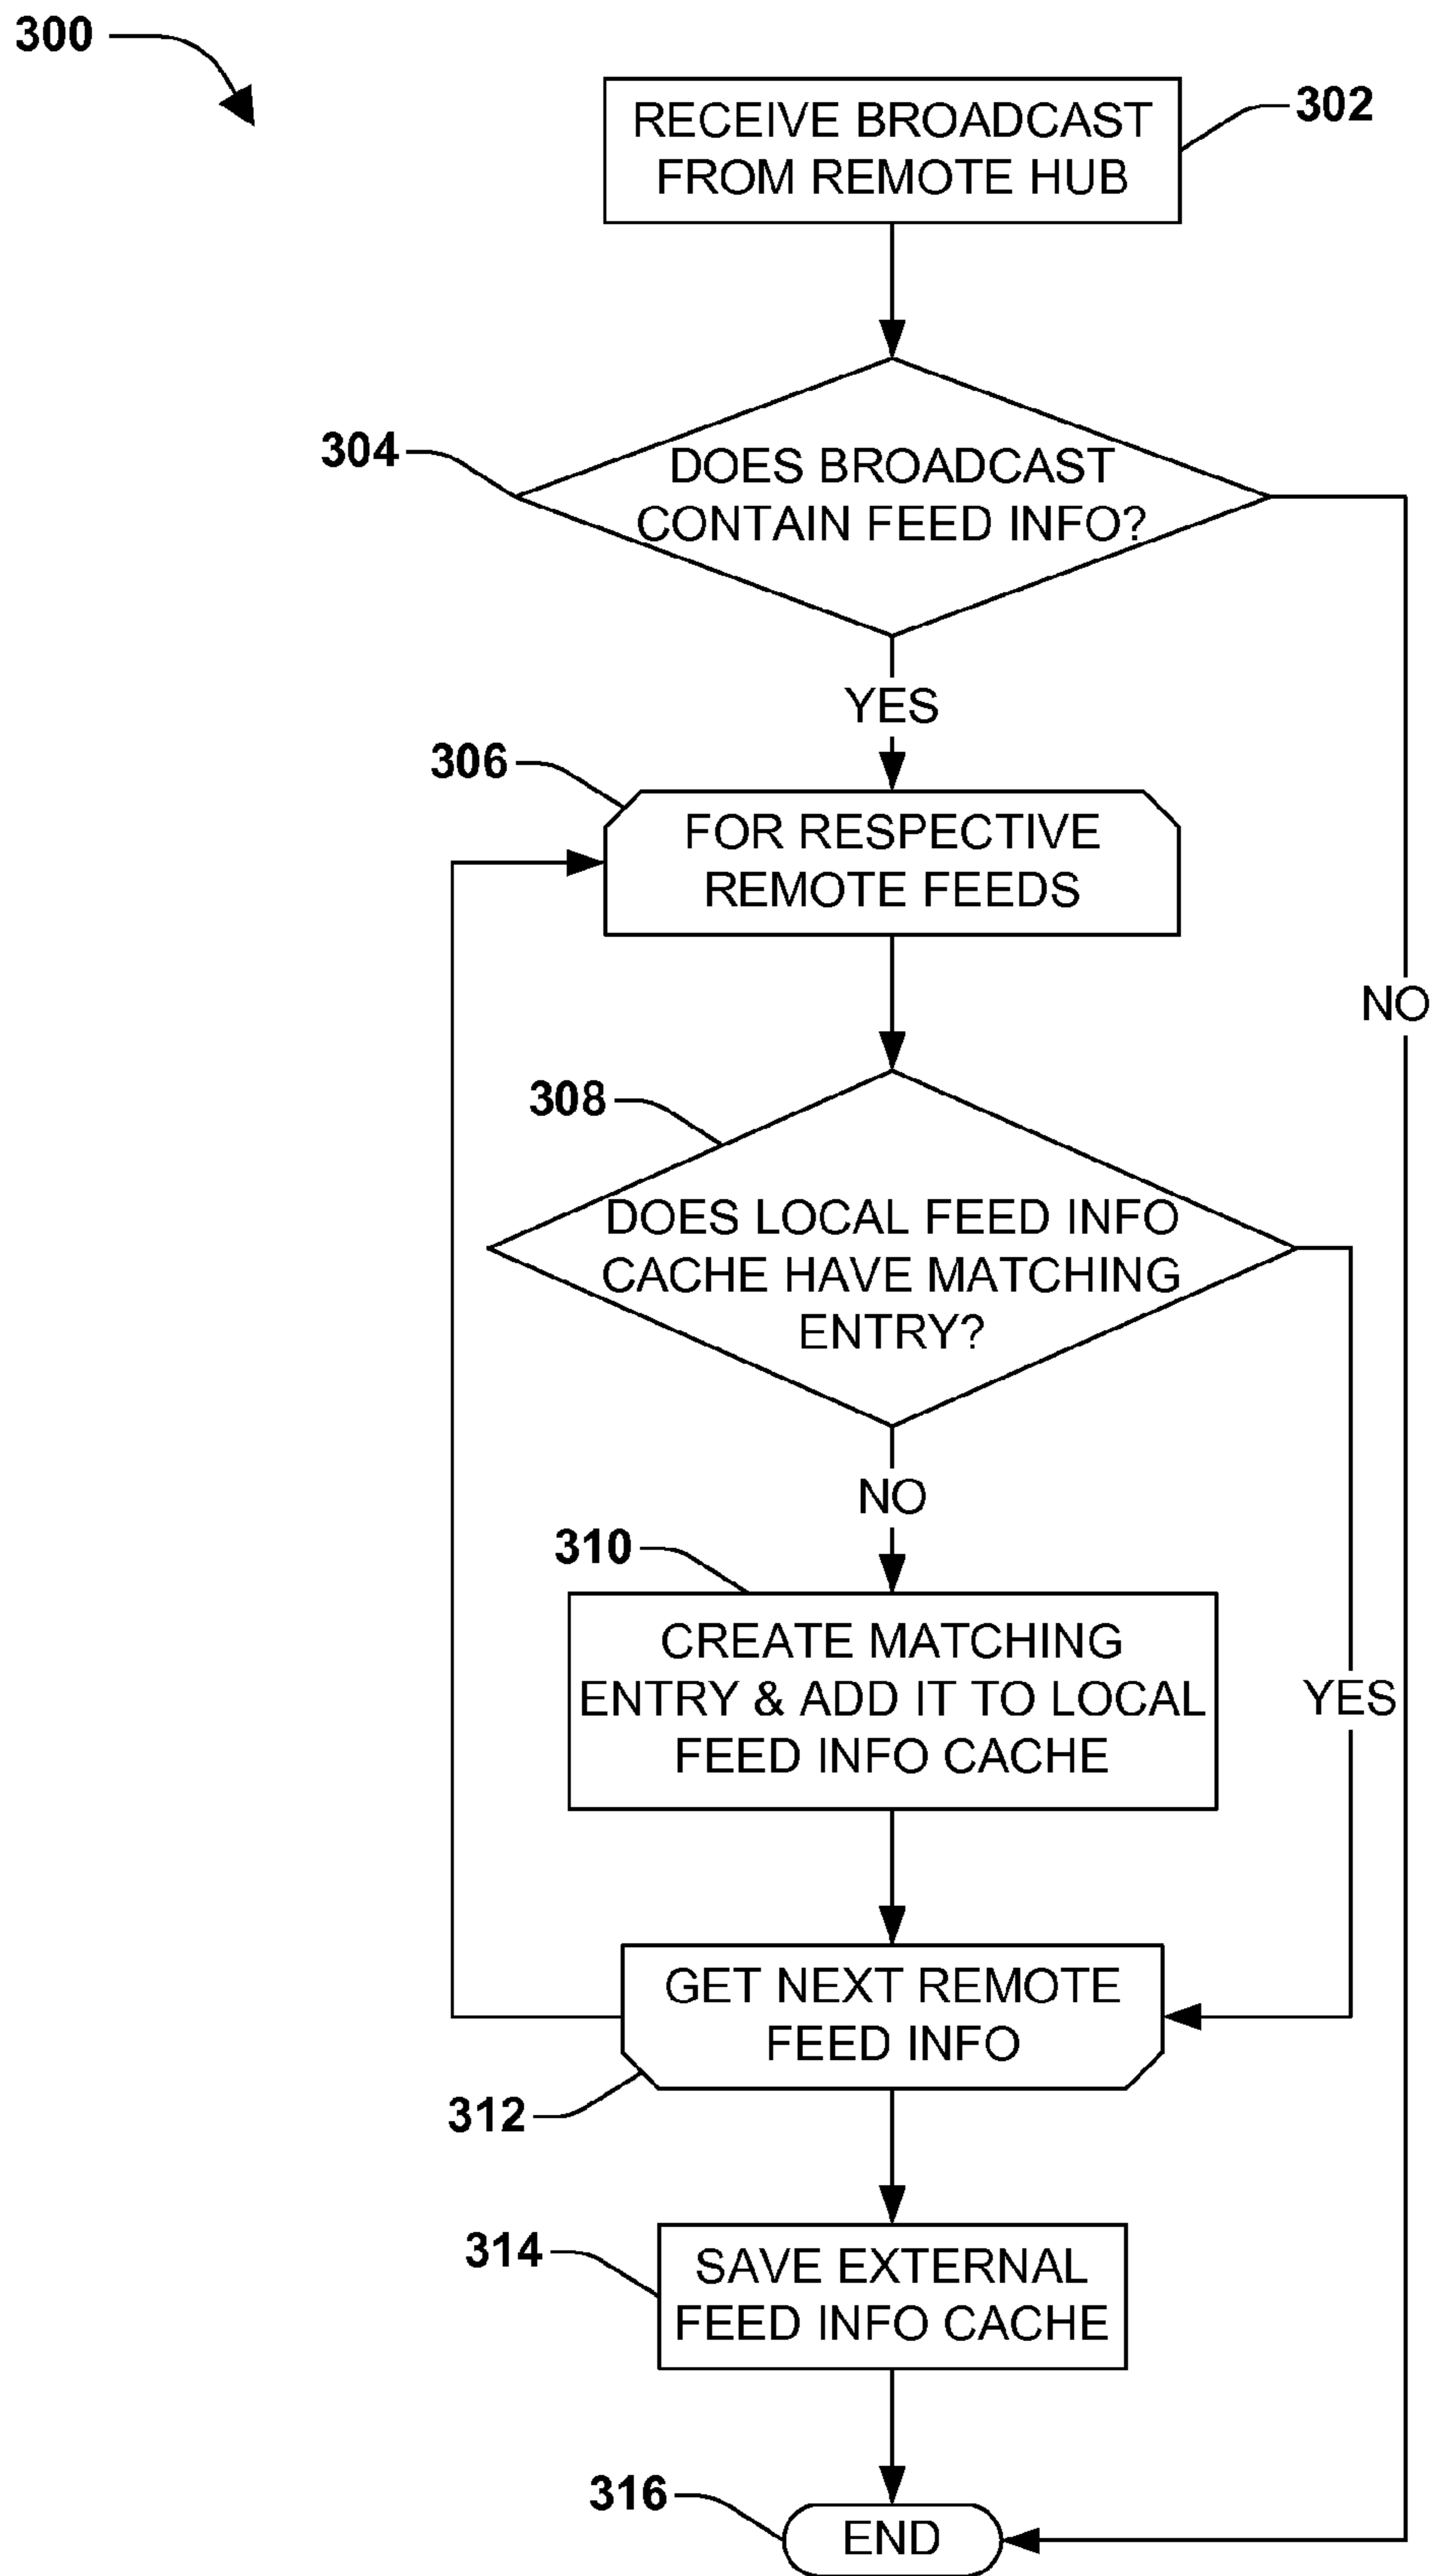 300
RECEIVE BROADCAST
FROM REMOTE HUB
302
304
DOES BROADCAST
CONTAIN FEED INFO?
YES
306
FOR RESPECTIVE
REMOTE FEEDS
NO
308
DOES LOCAL FEED INFO
CACHE HAVE MATCHING
ENTRY?
NO
310
CREATE MATCHING
ENTRY & ADD IT TO LOCAL
FEED INFO CACHE
YES
GET NEXT REMOTE
FEED INFO
312
314
SAVE EXTERNAL
FEED INFO CACHE
316
END